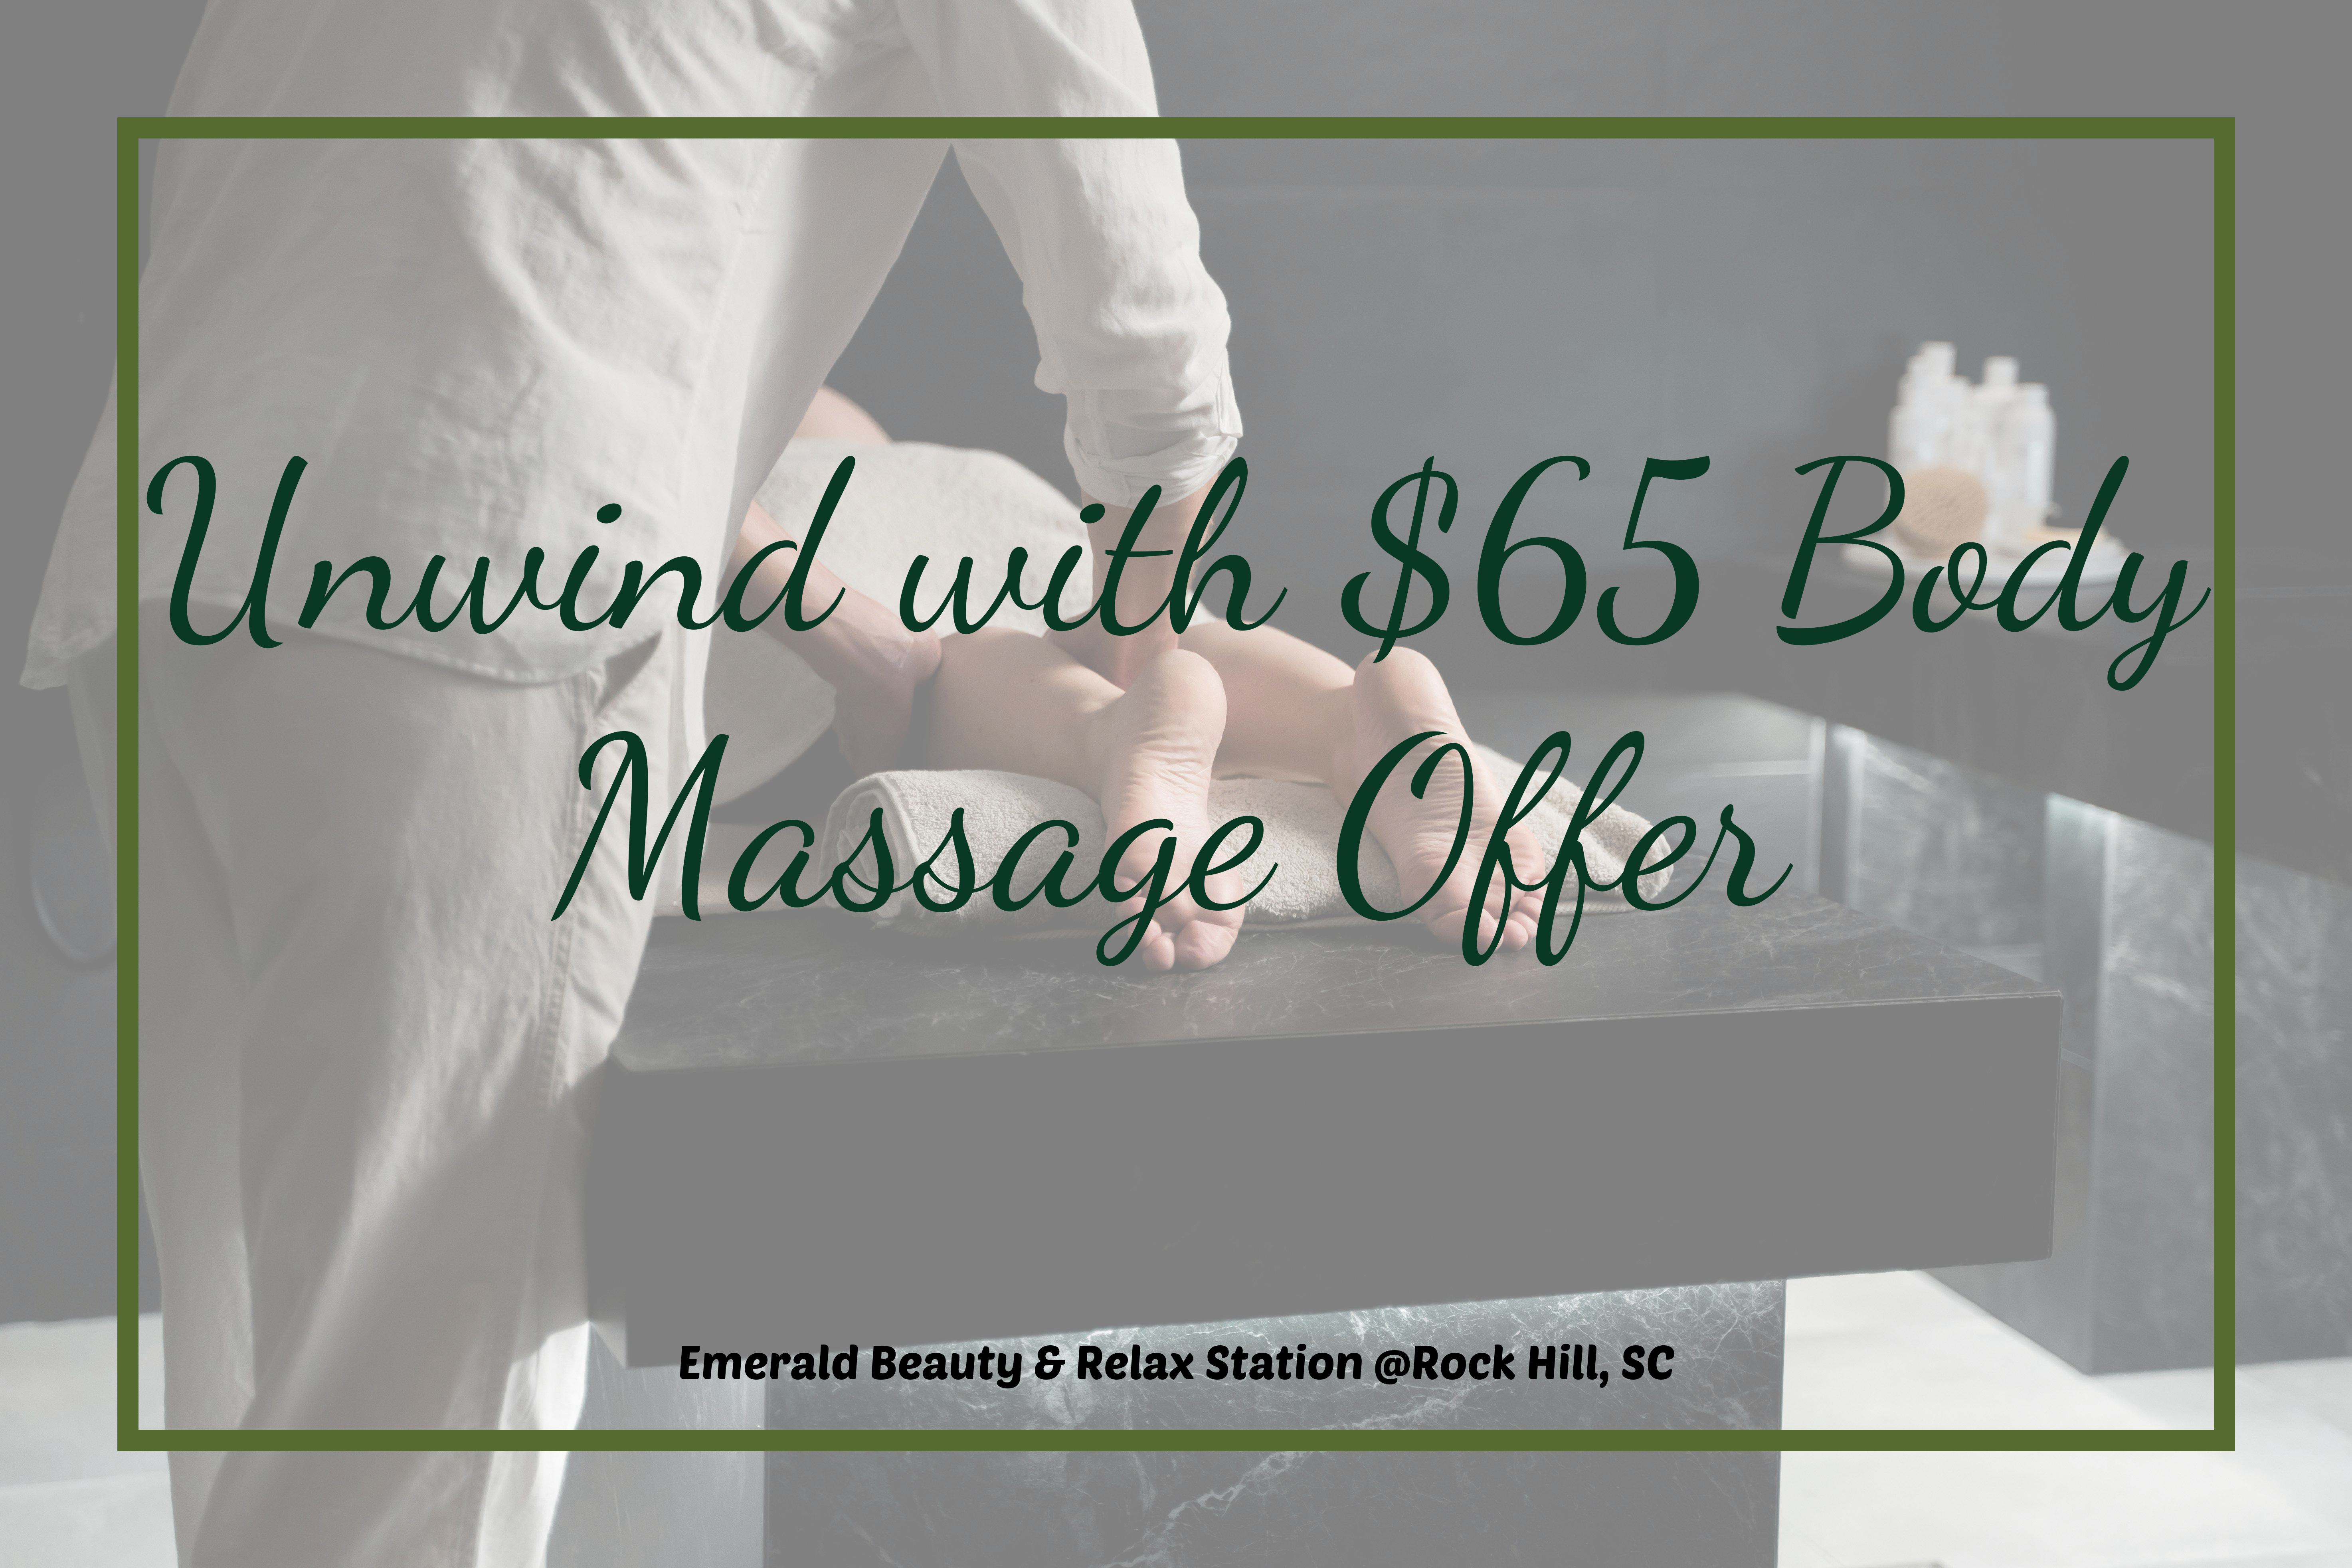 Unwind with $65 Body
Massage Offer
Emerald Beauty & Relax Station @Rock Hill, SC